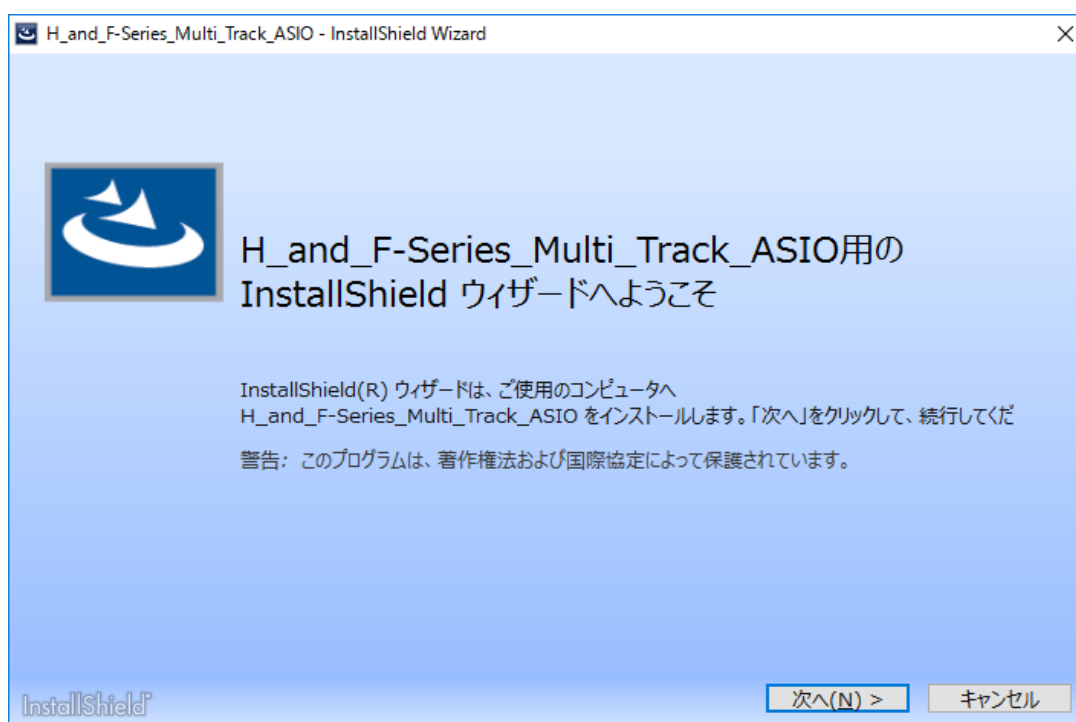 H_and_F-Series_Multi_Track_ASIO - InstallShield Wizard
H_and_F-Series_Multi_Track_ASIO用の
InstallShield ウィザードへようこそ
InstallShield(R) ウィザードは、ご使用のコンピュータへ
H_and_F-Series_Multi_Track_ASIO をインストールします。「次へ」をクリックして、続行してくだ
警告: このプログラムは、著作権法および国際協定によって保護されています。
InstallShield
次へ(N) >
キャンセル